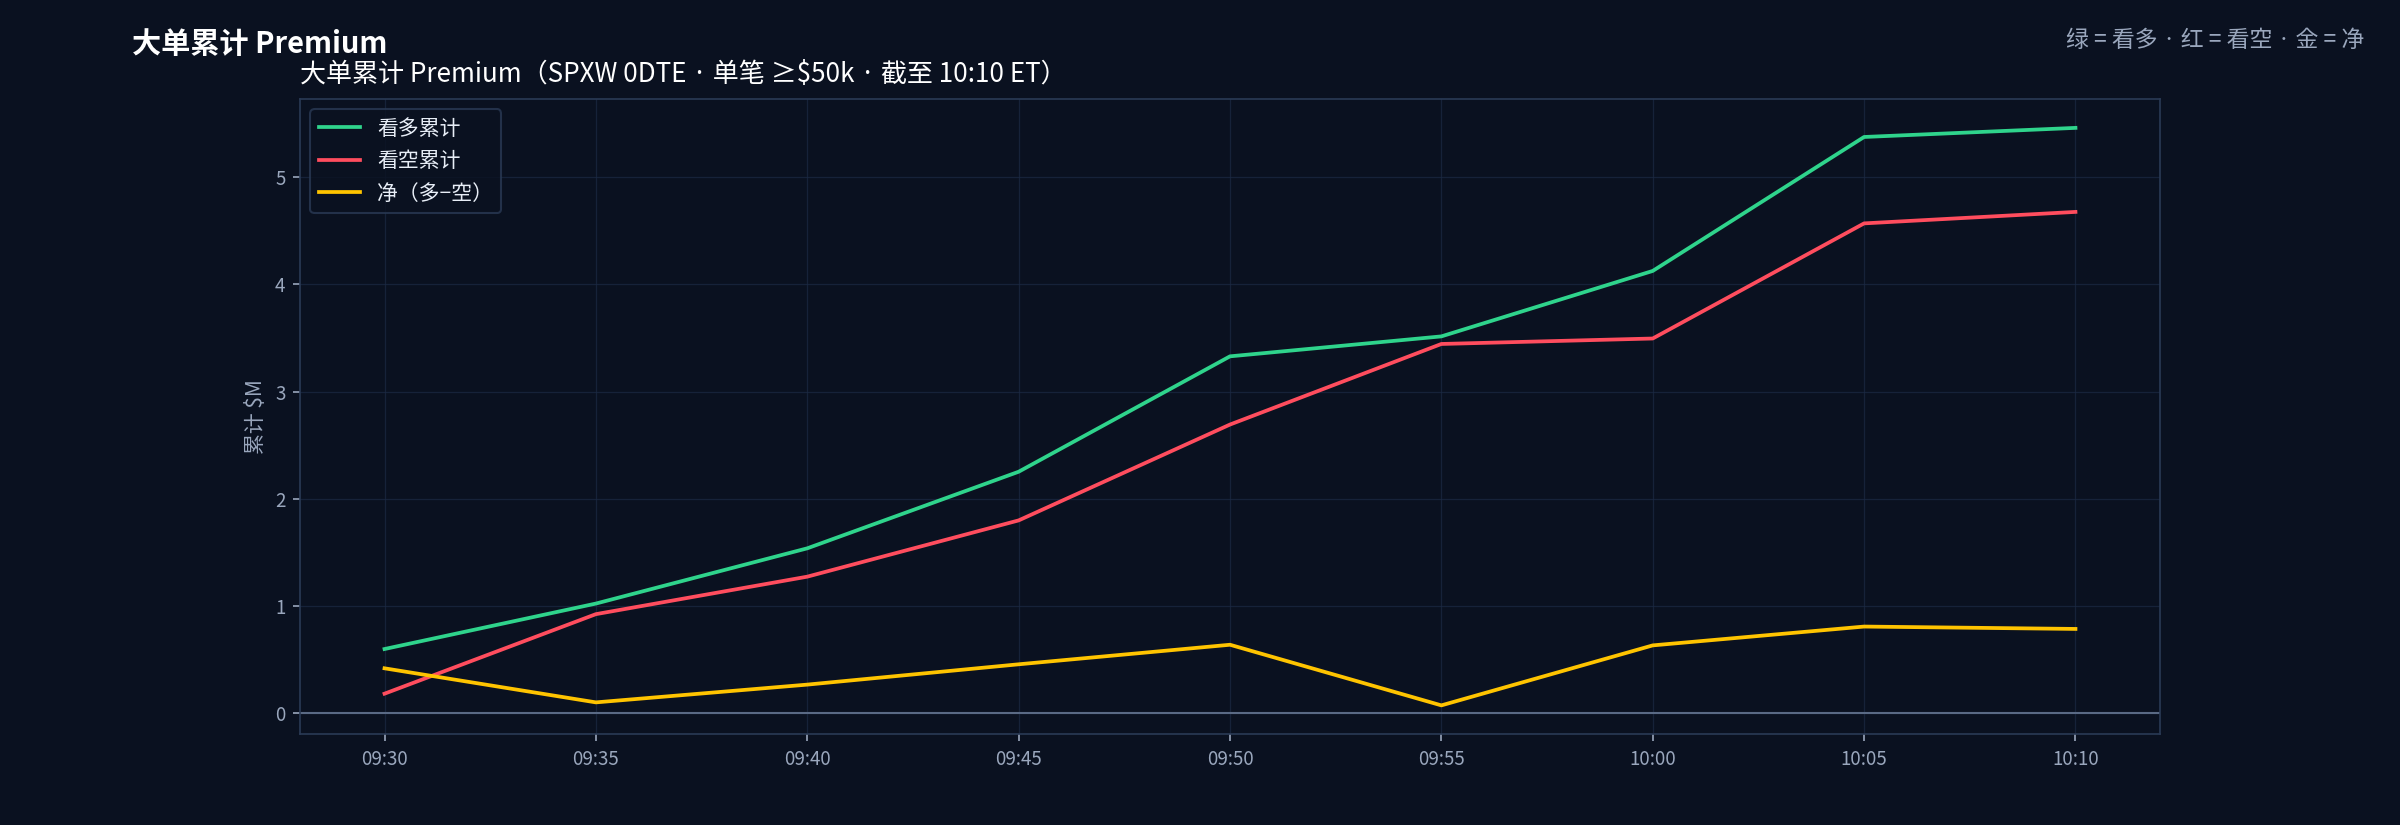 大单累计 Premium
绿 = 看多 · 红 = 看空 · 金 = 净
大单累计 Premium（SPXW 0DTE · 单笔 ≥$50k · 截至 10:10 ET）
看多累计
看空累计
净（多−空）
累计 $M
5
4
3
2
1
0
09:30 09:35 09:40 09:45 09:50 09:55 10:00 10:05 10:10